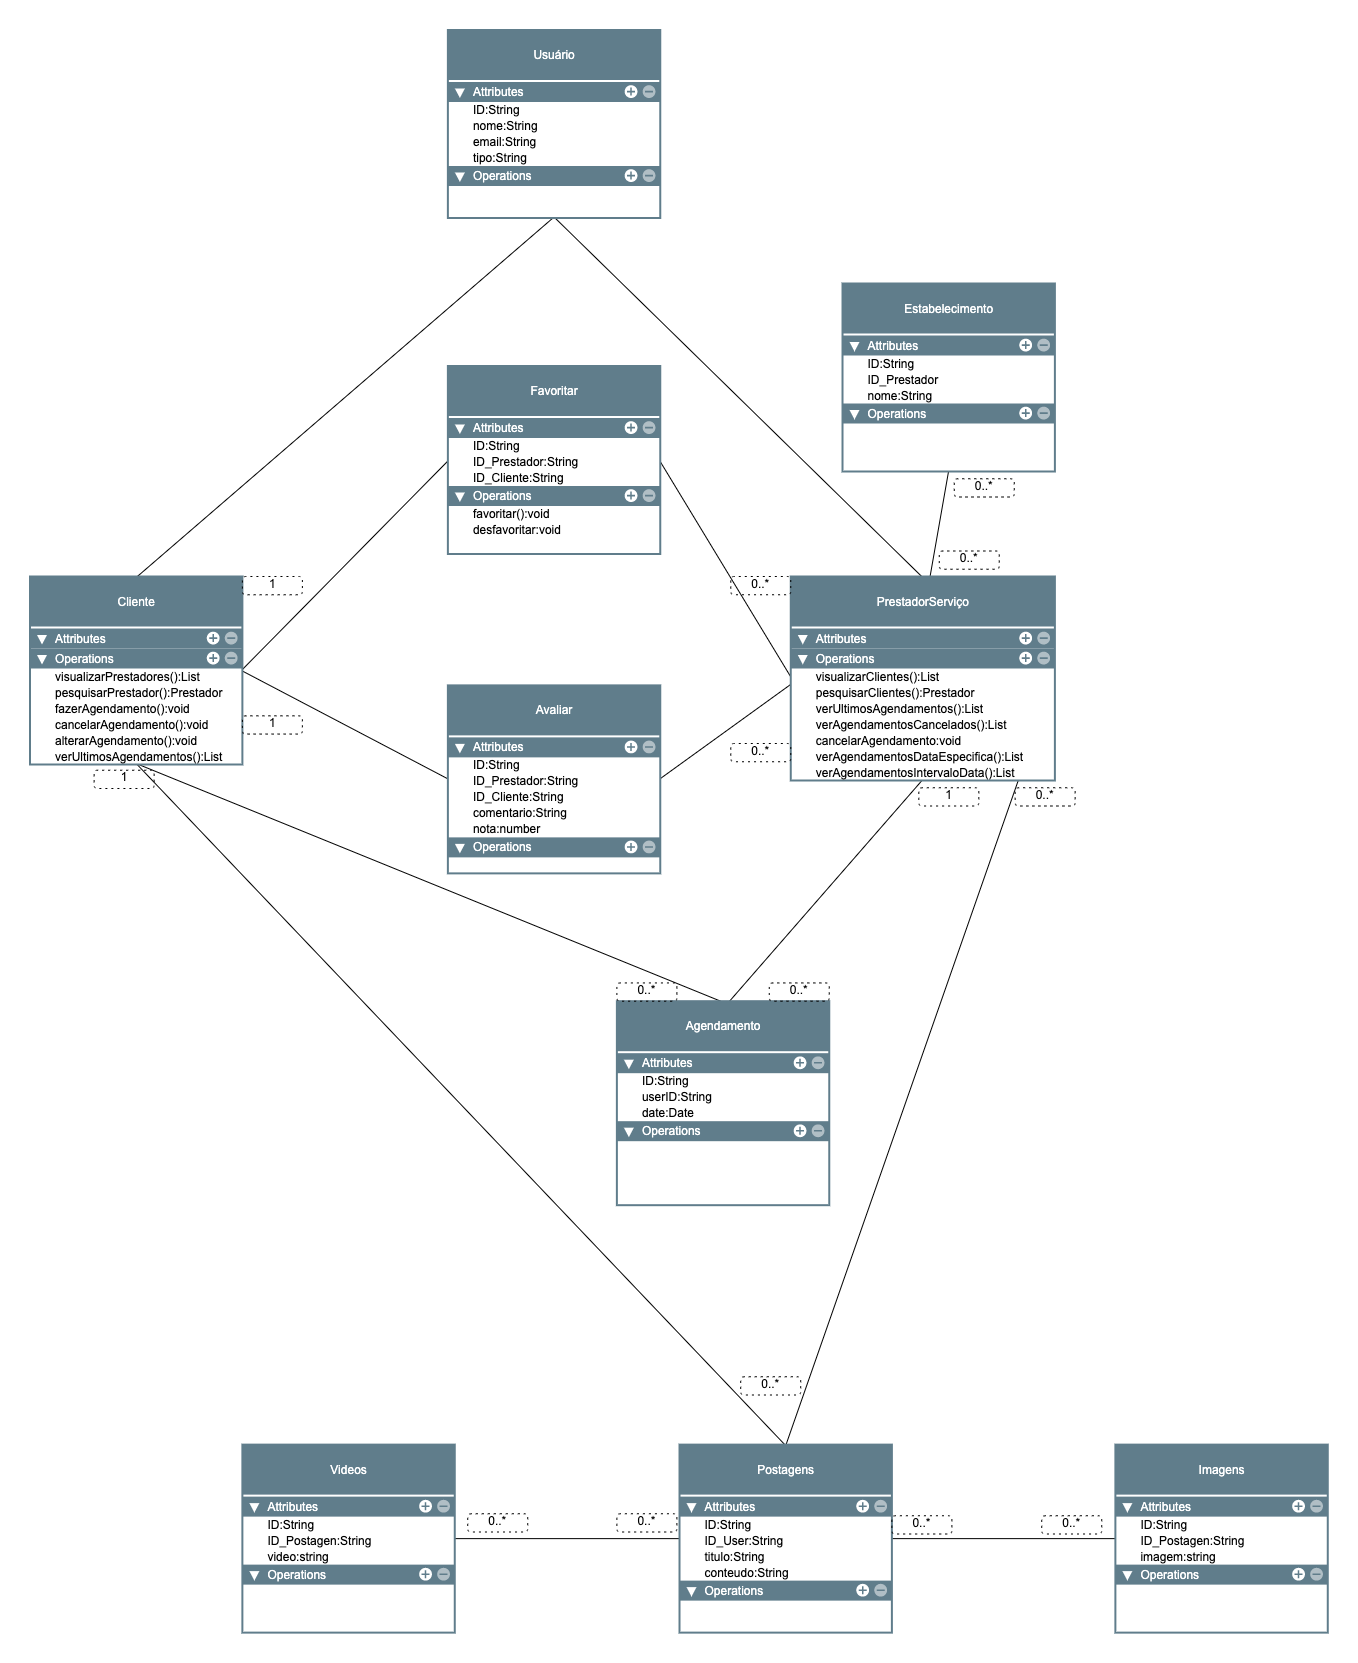 Usuário
Attributes
ID:String
nome:String
email:String
tipo:String
Operations
Estabelecimento
Attributes
ID:String
ID_Prestador
nome:String
Operations
0..*
0..*
Favoritar
Attributes
ID:String
ID_Prestador:String
ID_Cliente:String
Operations
favoritar():void
desfavoritar:void
Cliente
Attributes
Operations
visualizarPrestadores():List
pesquisarPrestador():Prestador
fazerAgendamento():void
cancelarAgendamento():void
alterarAgendamento():void
verUltimosAgendamentos():List
1
1
1
0..*
0..*
PrestadorServiço
Attributes
Operations
visualizarClientes():List
pesquisarClientes():Prestador
verUltimosAgendamentos():List
verAgendamentosCancelados():List
cancelarAgendamento:void
verAgendamentosDataEspecifica():List
verAgendamentosIntervaloData():List
1
0..*
Avaliar
Attributes
ID:String
ID_Prestador:String
ID_Cliente:String
comentario:String
nota:number
Operations
0..*
0..*
Agendamento
Attributes
ID:String
userID:String
date:Date
Operations
0..*
Videos
Attributes
ID:String
ID_Postagen:String
video:string
Operations
0..*
0..*
Postagens
Attributes
ID:String
ID_User:String
titulo:String
conteudo:String
Operations
0..*
0..*
Imagens
Attributes
ID:String
ID_Postagen:String
imagem:string
Operations